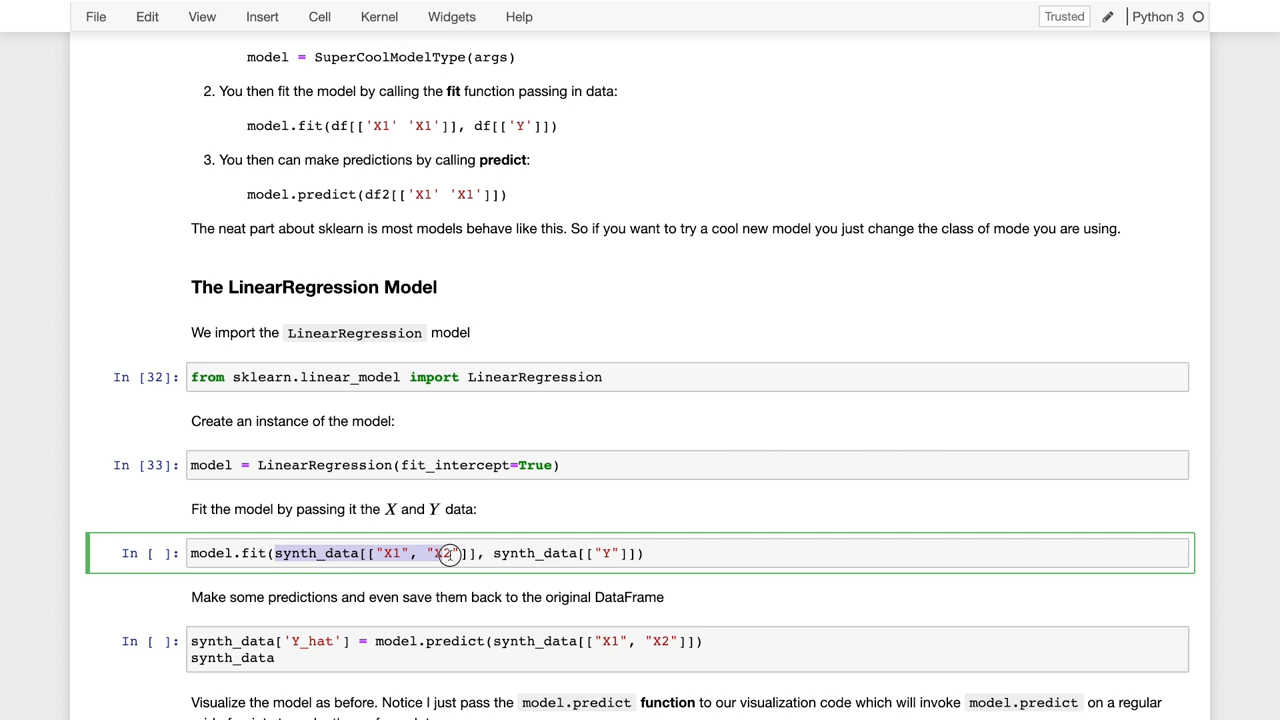 File Edit View Insert Cell Kernel Widgets Help Trusted Python 3
model = SuperCoolModelType(args)
2. You then fit the model by calling the fit function passing in data:
model.fit(df[['X1' 'X1']], df[['Y']])
3. You then can make predictions by calling predict:
model.predict(df2[['X1' 'X1']])
The neat part about sklearn is most models behave like this. So if you want to try a cool new model you just change the class of mode you are using.
The LinearRegression Model
We import the LinearRegression model
In [32]: from sklearn.linear_model import LinearRegression
Create an instance of the model:
In [33]: model = LinearRegression(fit_intercept=True)
Fit the model by passing it the X and Y data:
In [ ]: model.fit(synth_data[["X1", "X2"]], synth_data[["Y"]])
Make some predictions and even save them back to the original DataFrame
In [ ]: synth_data['Y_hat'] = model.predict(synth_data[["X1", "X2"]])
synth_data
Visualize the model as before. Notice I just pass the model.predict function to our visualization code which will invoke model.predict on a regular